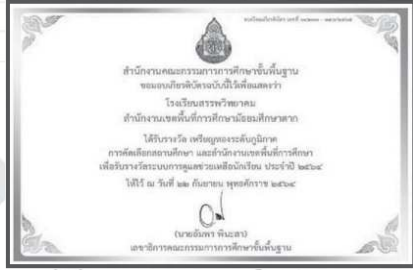 สำนักงานคณะกรรมการการศึกษาขั้นพื้นฐาน
ขอมอบเกียรติบัตรฉบับนี้ไว้เพื่อแสดงว่า
โรงเรียนสรรพวิทยาคม
สำนักงานเขตพื้นที่การศึกษามัธยมศึกษาตาก
ได้รับรางวัล เหรียญทองระดับภูมิภาค
การคัดเลือกสถานศึกษา และสำนักงานเขตพื้นที่การศึกษา
เพื่อรับรางวัลระบบการดูแลช่วยเหลือนักเรียน ประจำปี ๒๕๖๔
ให้ไว้ ณ วันที่ ๒๒ กันยายน พุทธศักราช ๒๕๖๔
(นายอัมพร พินะสา)
เลขาธิการคณะกรรมการการศึกษาขั้นพื้นฐาน